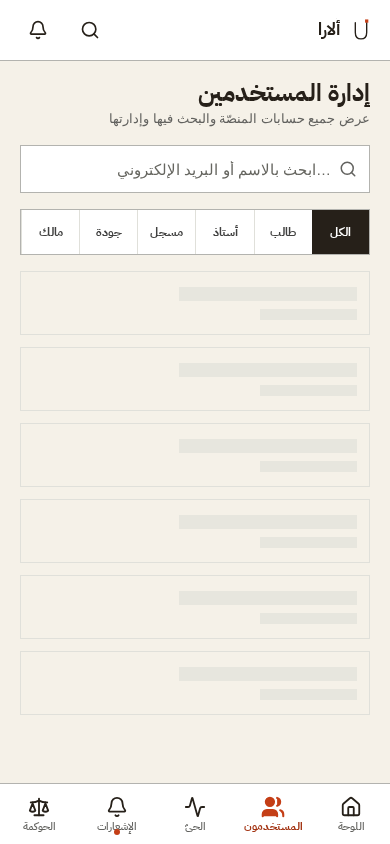 ألارا
إدارة المستخدمين
عرض جميع حسابات المنصّة والبحث فيها وإدارتها
ابحث بالاسم أو البريد الإلكتروني...
الكل
طالب
أستاذ
مسجل
جودة
مالك
اللوحة
المستخدمون
الحيّ
الإشعارات
الحوكمة